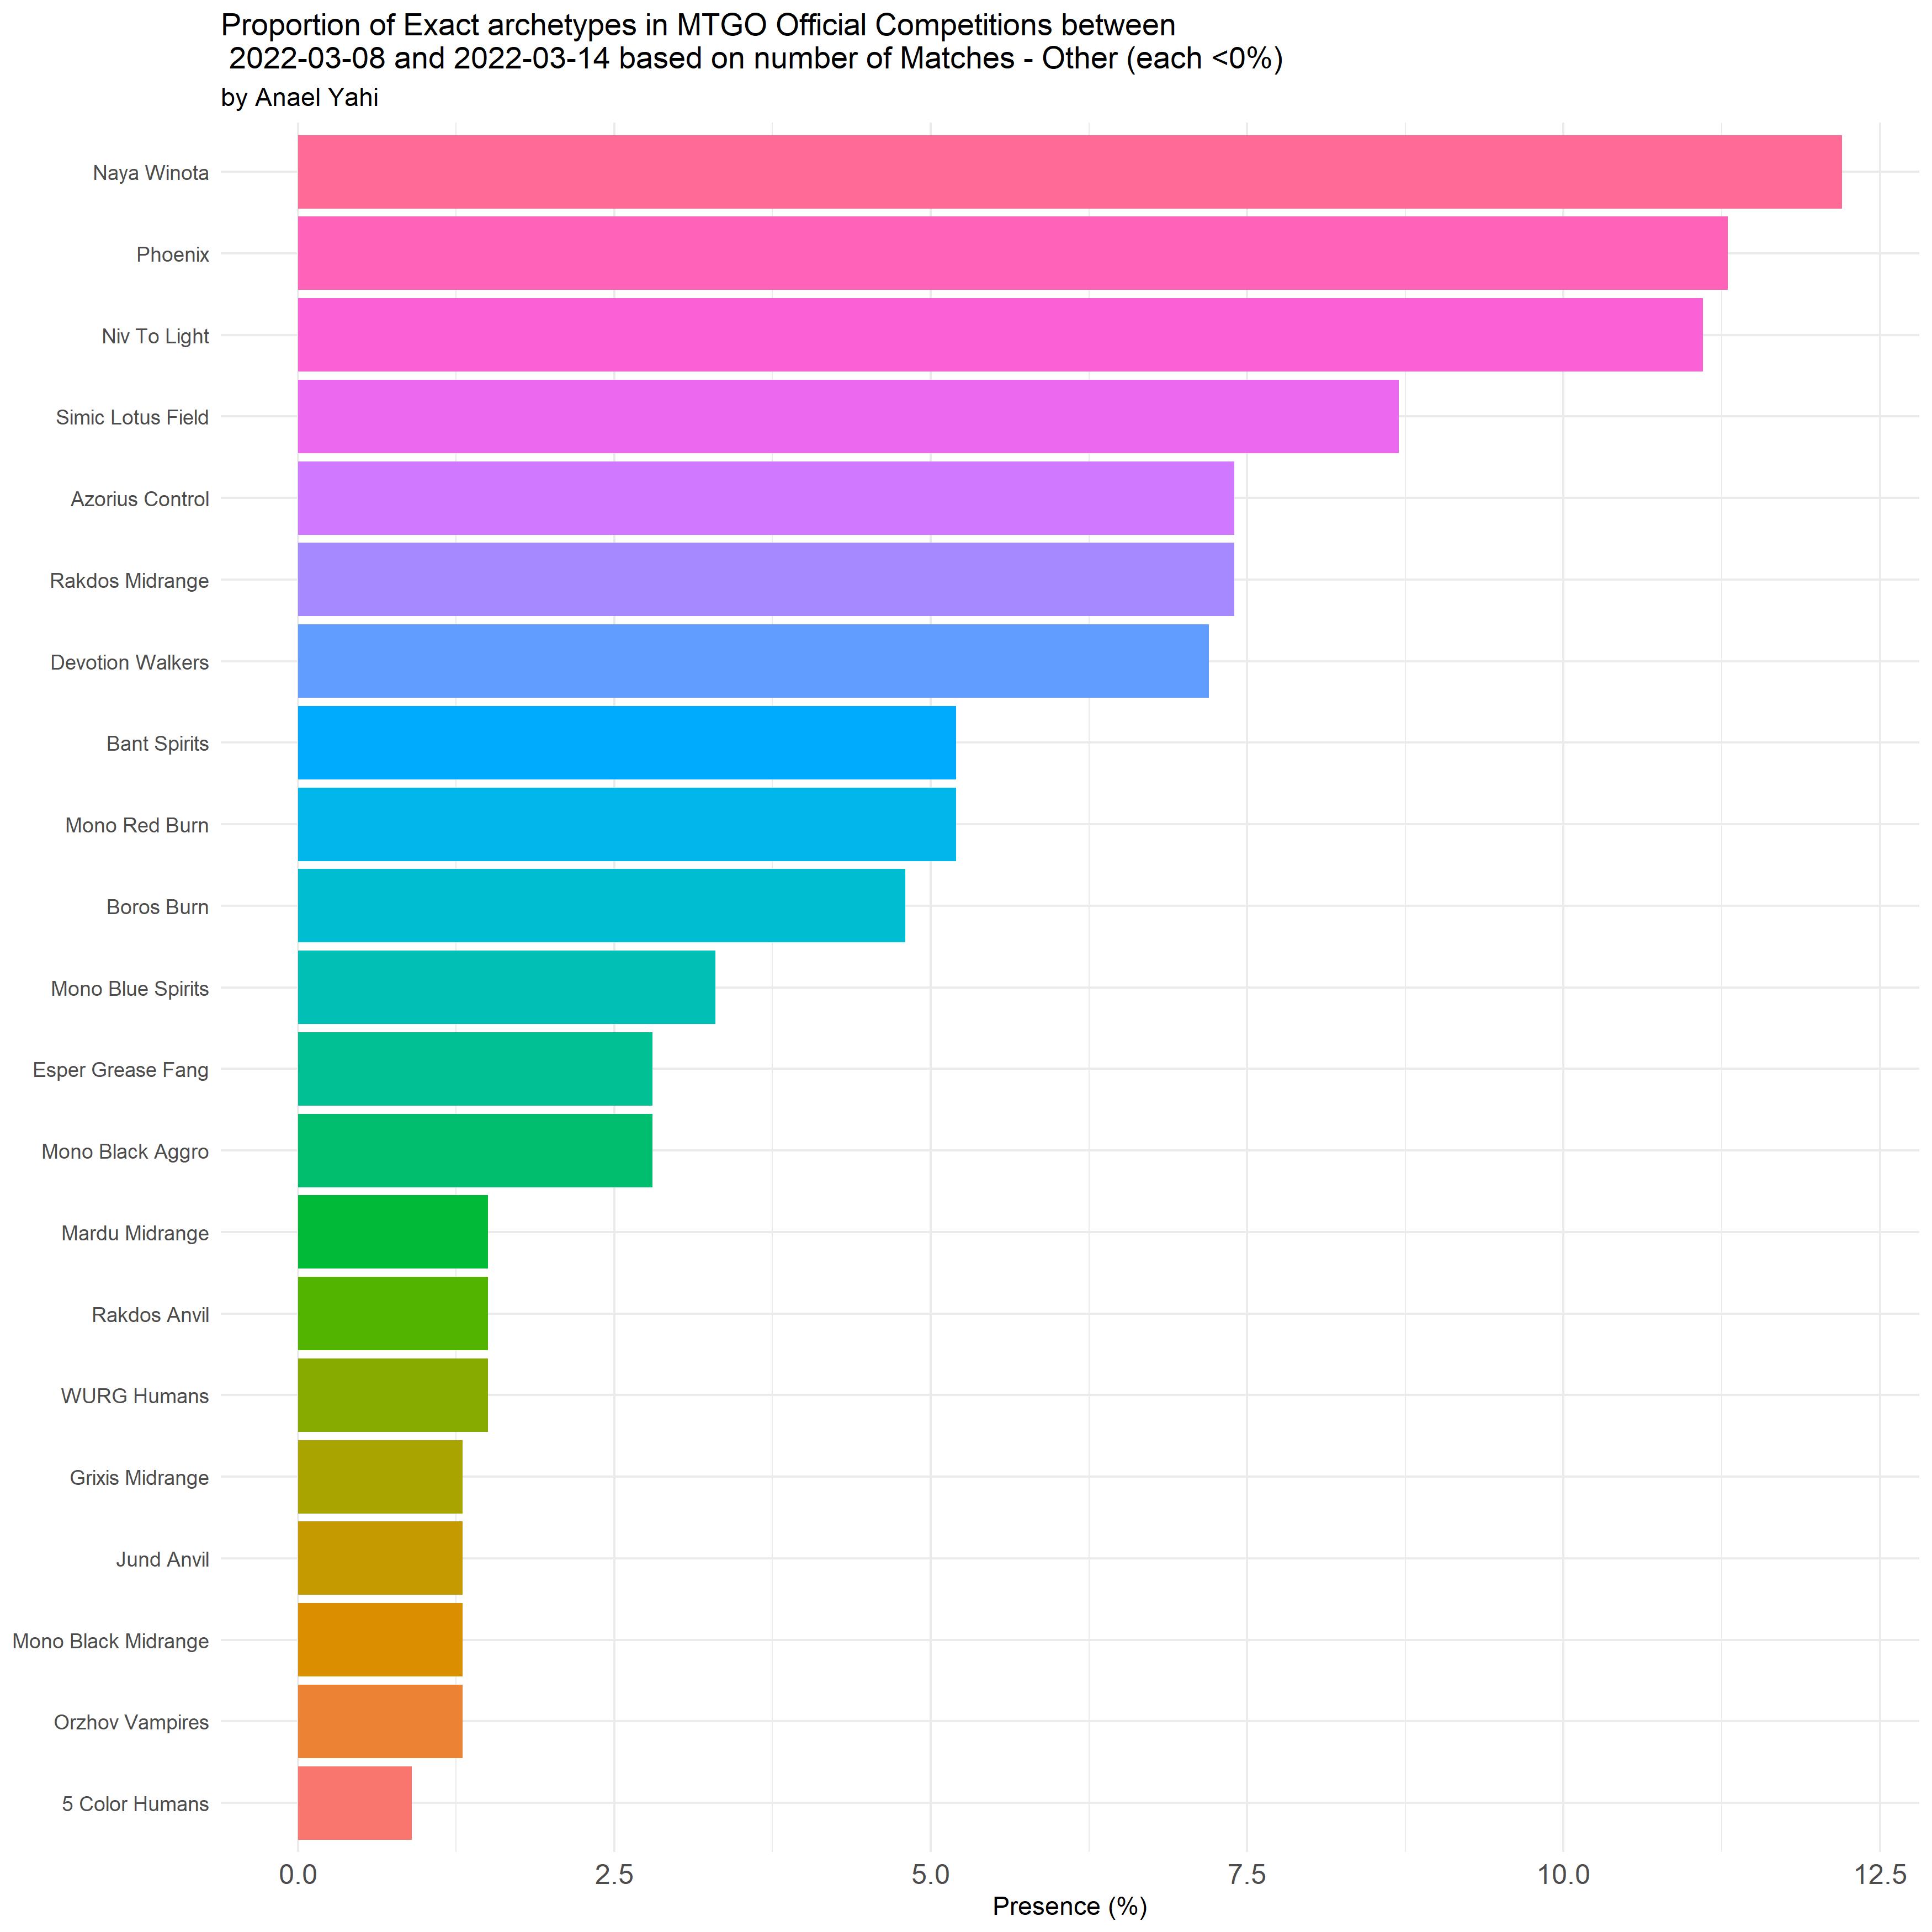 Proportion of Exact archetypes in MTGO Official Competitions between
2022-03-08 and 2022-03-14 based on number of Matches - Other (each <0%)
by Anael Yahi
Naya Winota
Phoenix
Niv To Light
Simic Lotus Field
Azorius Control
Rakdos Midrange
Devotion Walkers
Bant Spirits
Mono Red Burn
Boros Burn
Mono Blue Spirits
Esper Grease Fang
Mono Black Aggro
Mardu Midrange
Rakdos Anvil
WURG Humans
Grixis Midrange
Jund Anvil
Mono Black Midrange
Orzhov Vampires
5 Color Humans
0.0 2.5 5.0 7.5 10.0 12.5
Presence (%)